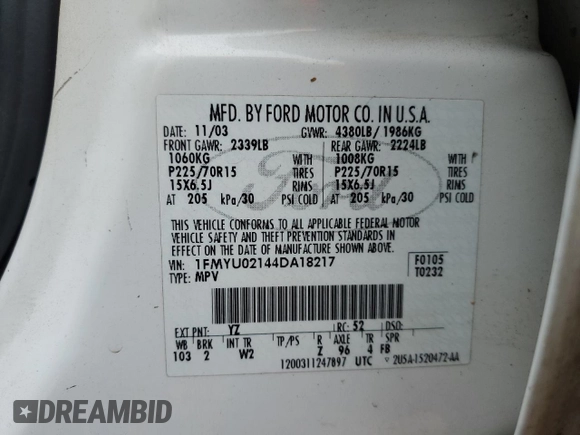 MFD. BY FORD MOTOR CO. IN U.S.A.
DATE: 11/03 GVWR: 4380LB/ 1986KG
FRONT GAWR: 2339LB REAR GAWR: 2224LB
1060KG WITH 1008KG WITH
P225/70R15 TIRES P225/70R15 TIRES
15X6.5J RIMS 15X6.5J RIMS
AT 205 kPa/30 PSI COLD AT 205 kPa/30 PSI COLD
Ford
THIS VEHICLE CONFORMS TO ALL APPLICABLE FEDERAL MOTOR
VEHICLE SAFETY AND THEFT PREVENTION STANDARDS IN
EFFECT ON THE DATE OF MANUFACTURE SHOWN ABOVE.
VIN: 1FMYU02144DA18217 F0105
TYPE: MPV T0232
EXT PNT: YZ RC: 52 DSO:
WB BRK INT TR TP/PS R AXLE TR SPR
103 2 W2 Z 96 4 FB
1200311247897 UTC 2U5A-1520472-AA
DREAMBID DREAMBID